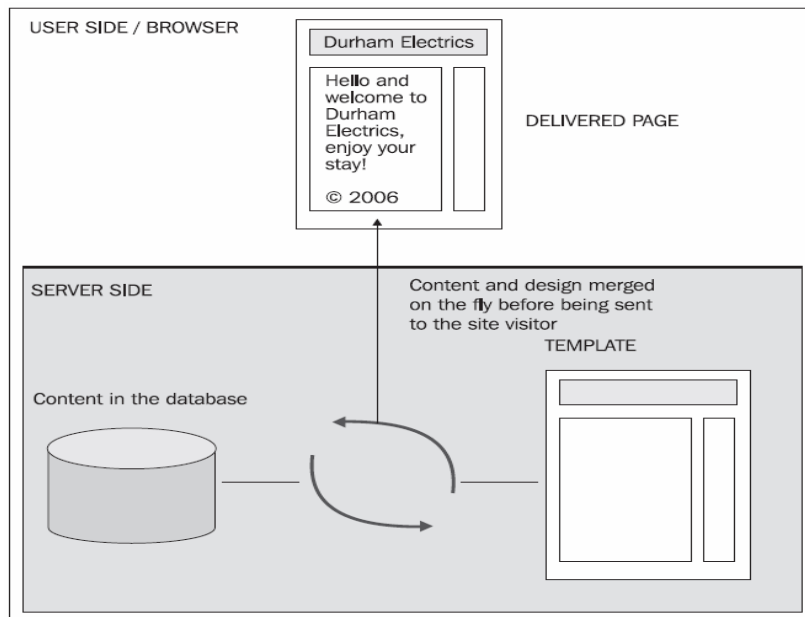 USER SIDE / BROWSER
Durham Electrics
Hello and
welcome to
Durham
Electrics,
enjoy your
stay!
© 2006
DELIVERED PAGE
SERVER SIDE
Content and design merged
on the fly before being sent
to the site visitor
TEMPLATE
Content in the database